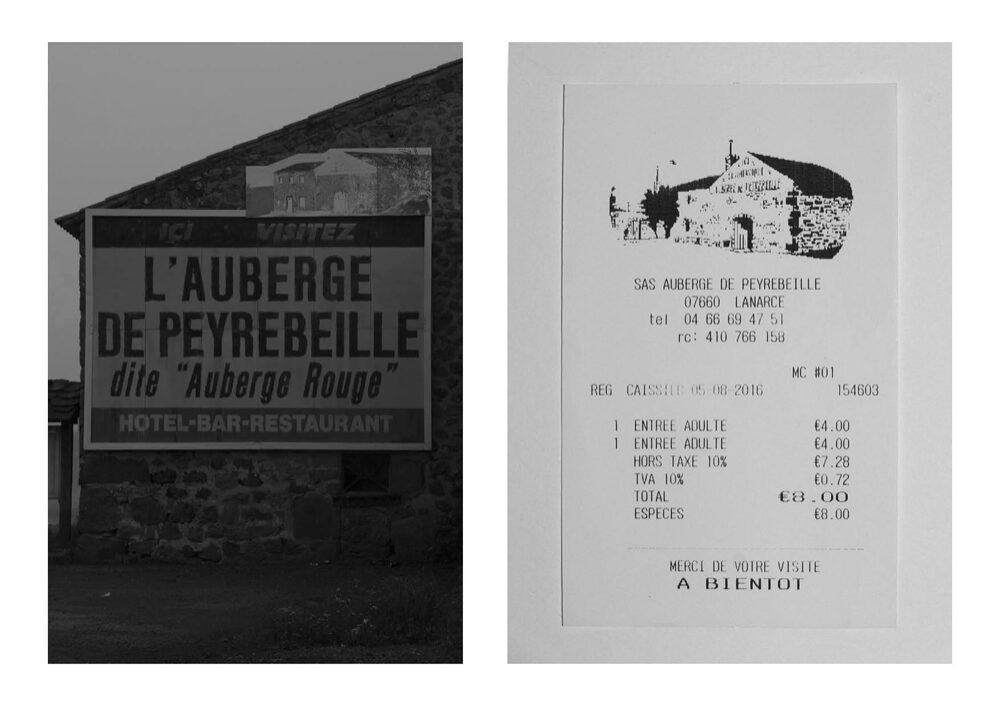 IÇI VISITEZ
L'AUBERGE
DE PEYREBEILLE
dite "Auberge Rouge"
HOTEL-BAR-RESTAURANT
L'AUBERGE DE PEYREBEILLE
SAS AUBERGE DE PEYREBEILLE
07660 LANARCE
tel 04 66 69 47 51
rc: 410 766 158
MC #01
REG CAISSIER 05-08-2016 154603
1 ENTREE ADULTE €4.00
1 ENTREE ADULTE €4.00
HORS TAXE 10% €7.28
TVA 10% €0.72
TOTAL €8.00
ESPECES €8.00
MERCI DE VOTRE VISITE
A BIENTOT